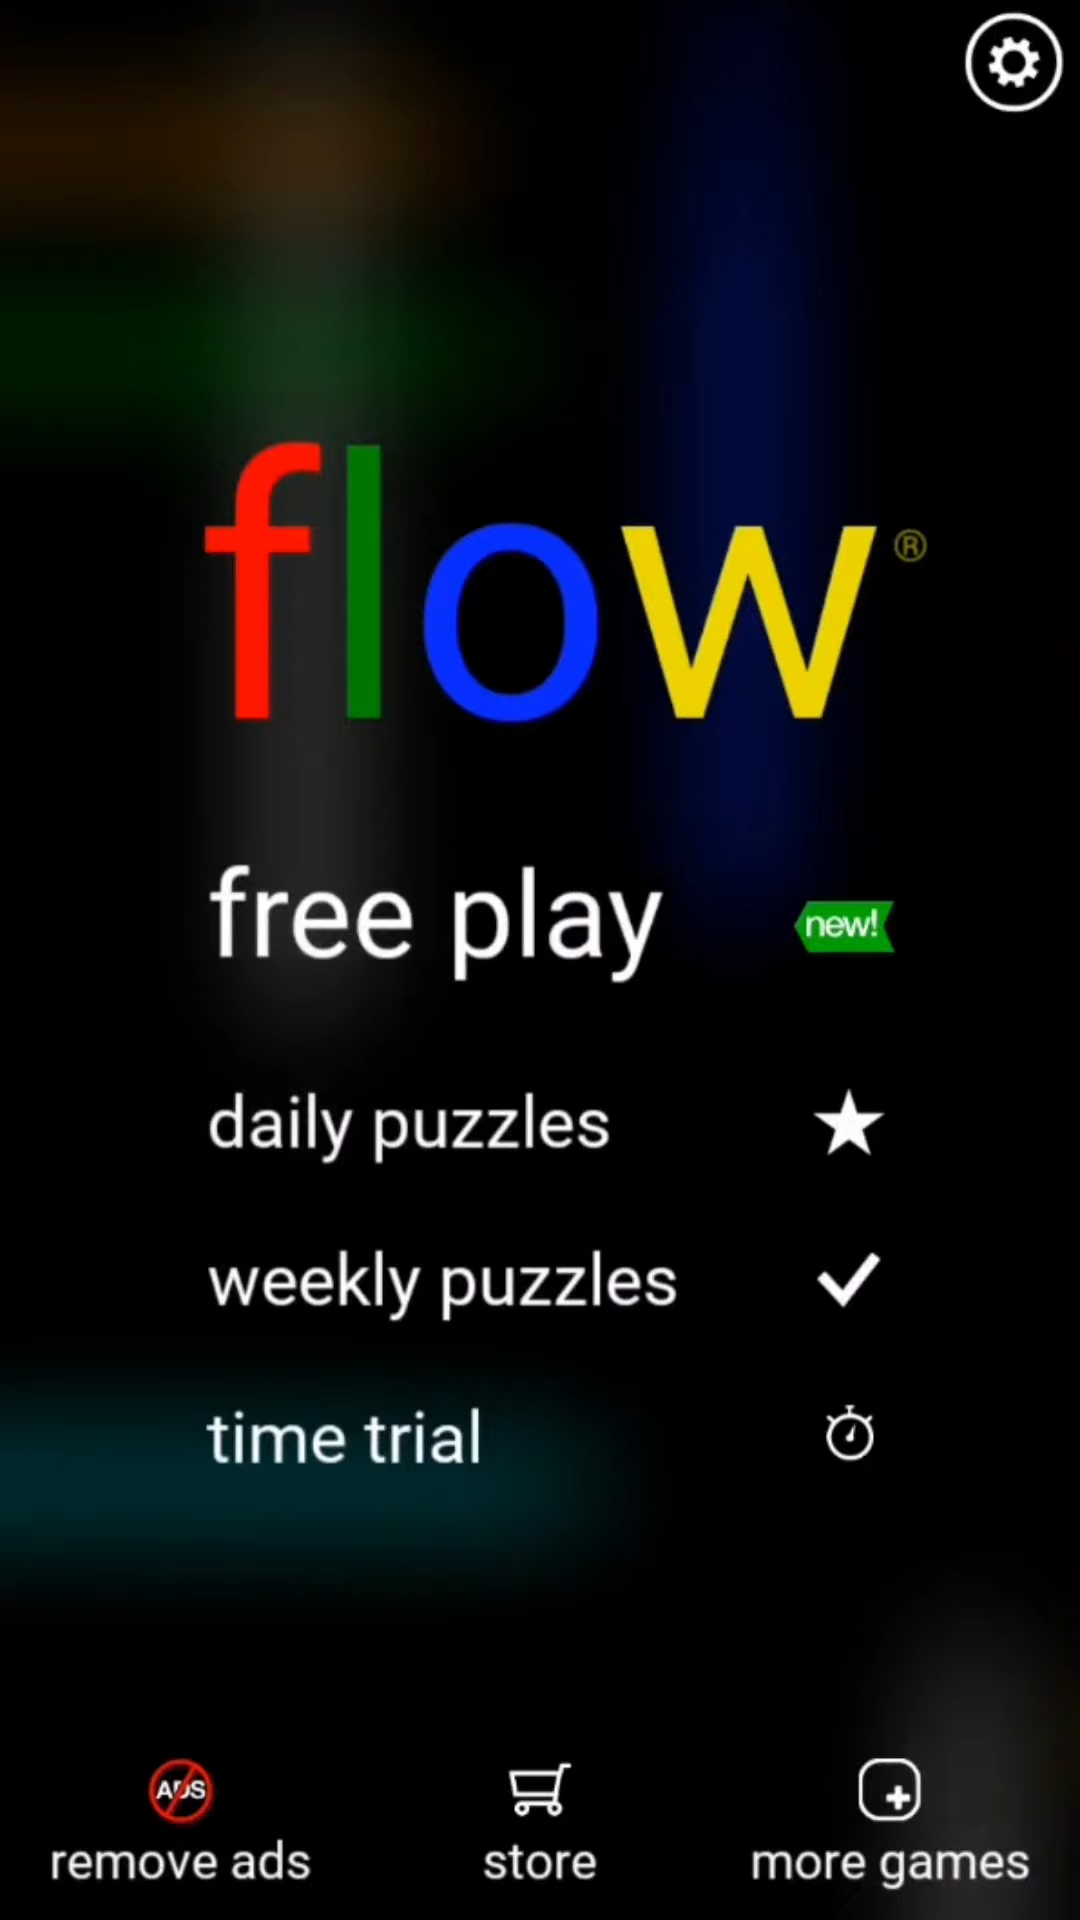 flow®
free play new!
daily puzzles
weekly puzzles
time trial
ADS
remove ads
store
more games